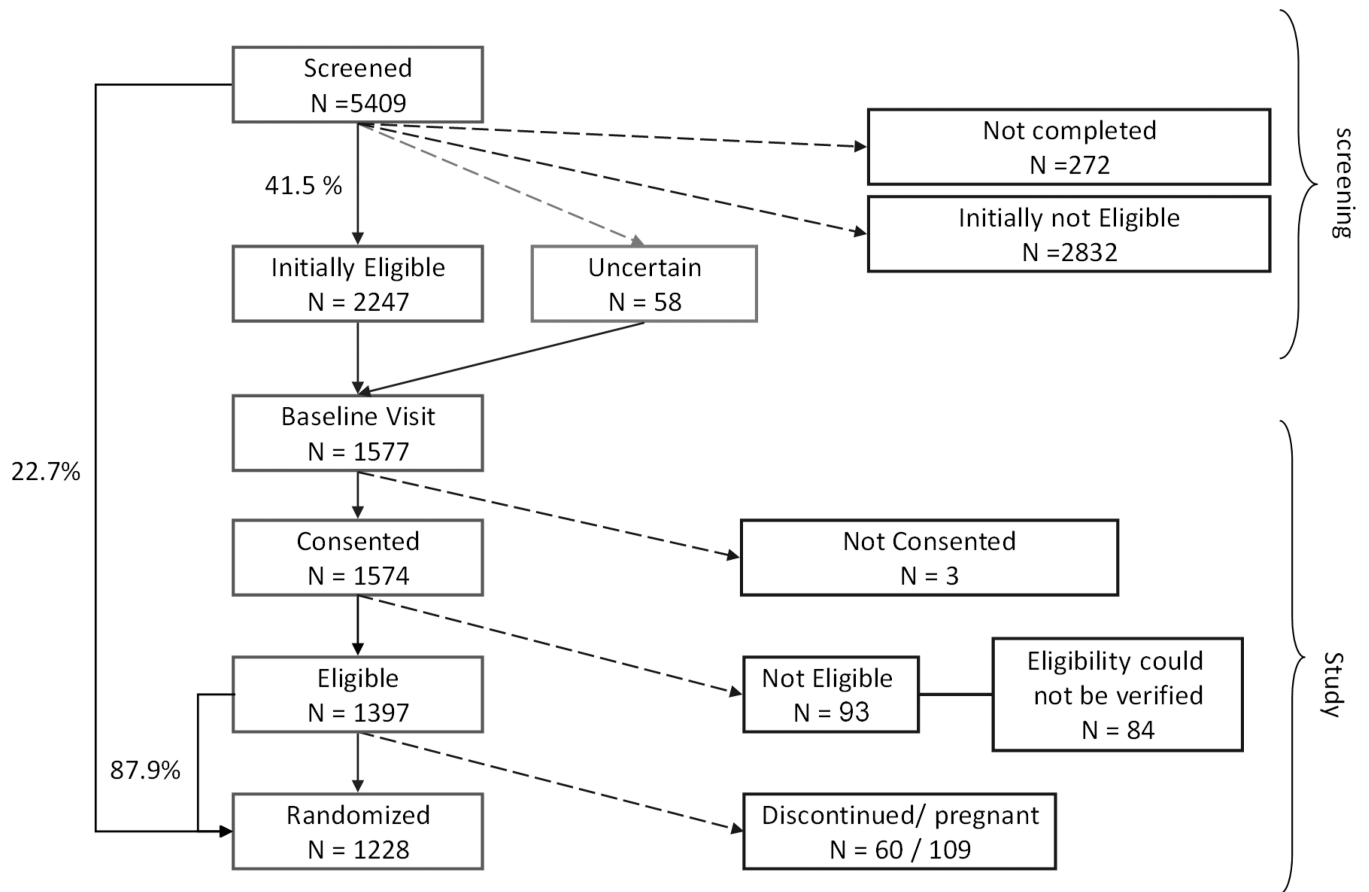 Screened
N =5409
Not completed
N =272
screening
41.5 %
Initially not Eligible
N =2832
Initially Eligible
N = 2247
Uncertain
N = 58
Baseline Visit
N = 1577
22.7%
Consented
N = 1574
Not Consented
N = 3
Study
Eligible
N = 1397
Not Eligible
N = 93
Eligibility could
not be verified
N = 84
87.9%
Randomized
N = 1228
Discontinued/ pregnant
N = 60 / 109